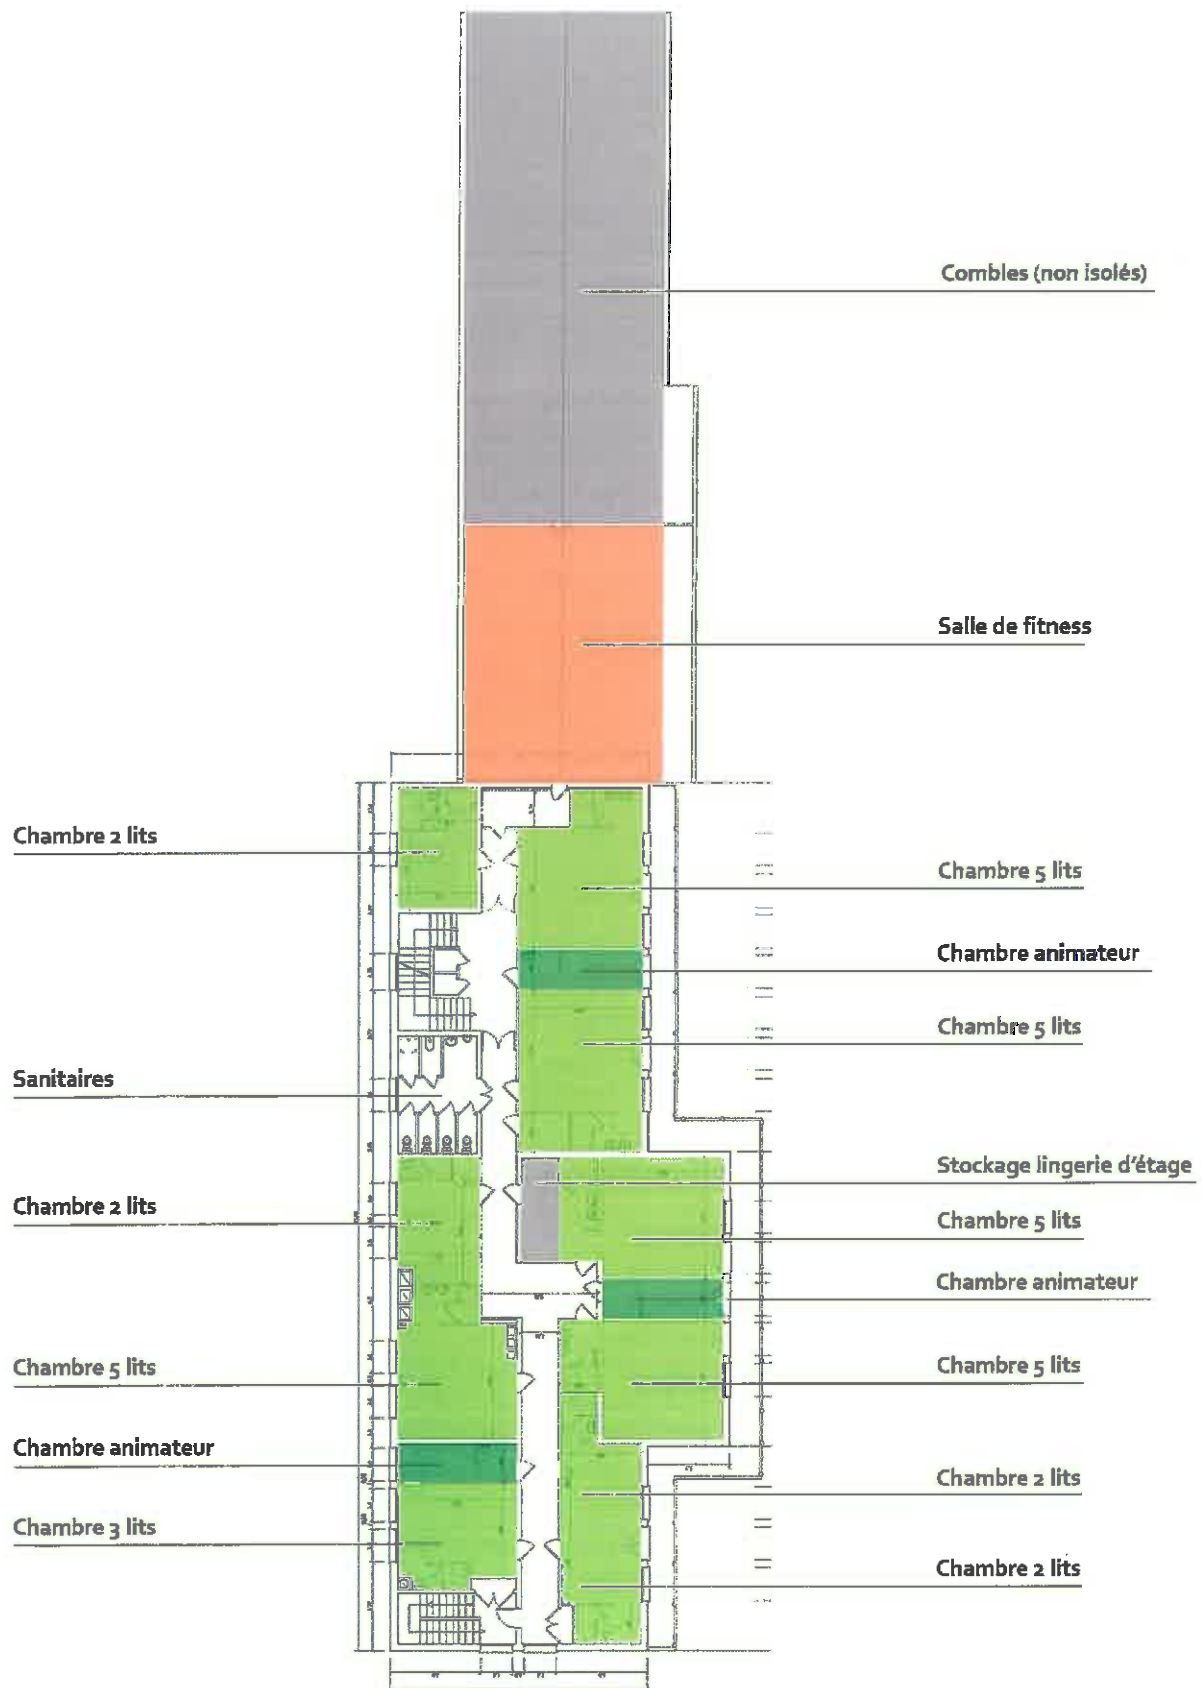 Combles (non isolés)
Salle de fitness
Chambre 2 lits
Chambre 5 lits
Chambre animateur
Chambre 5 lits
Sanitaires
Stockage lingerie d'étage
Chambre 2 lits
Chambre 5 lits
Chambre animateur
Chambre 5 lits
Chambre 5 lits
Chambre animateur
Chambre 2 lits
Chambre 3 lits
Chambre 2 lits